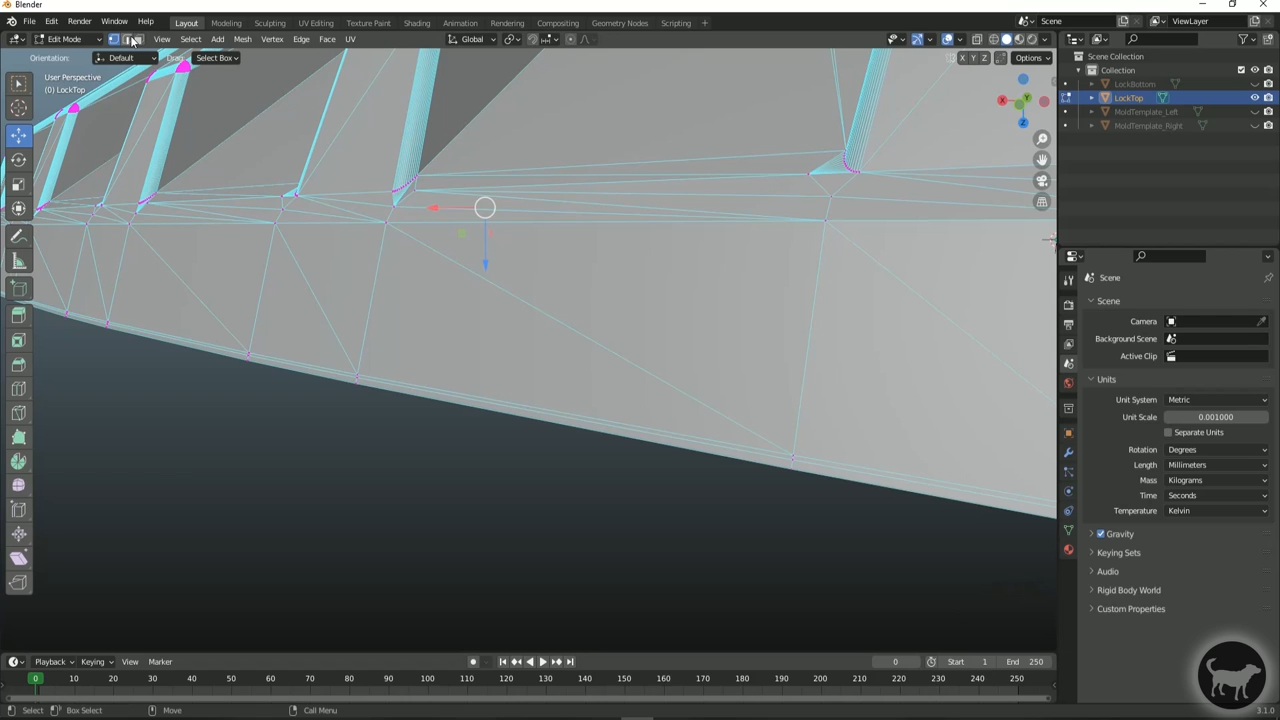 Blender
File Edit Render Window Help Layout Modeling Sculpting UV Editing Texture Paint Shading Animation Rendering Compositing Geometry Nodes Scripting + Scene ViewLayer
Edit Mode View Select Add Mesh Vertex Edge Face UV Global
Orientation: Default Drag: Select Box X Y Z Options
User Perspective
(0) LockTop
X Y Z
Scene Collection
Collection
LockBottom
LockTop
MoldTemplate_Left
MoldTemplate_Right
Scene
Scene
Camera
Background Scene
Active Clip
Units
Unit System Metric
Unit Scale 0.001000
Separate Units
Rotation Degrees
Length Millimeters
Mass Kilograms
Time Seconds
Temperature Kelvin
Gravity
Keying Sets
Audio
Rigid Body World
Custom Properties
Playback Keying View Marker 0 Start 1 End 250
0 10 20 30 40 50 60 70 80 90 100 110 120 130 140 150 160 170 180 190 200 210 220 230 240 250
Select Box Select Move Call Menu 3.1.0